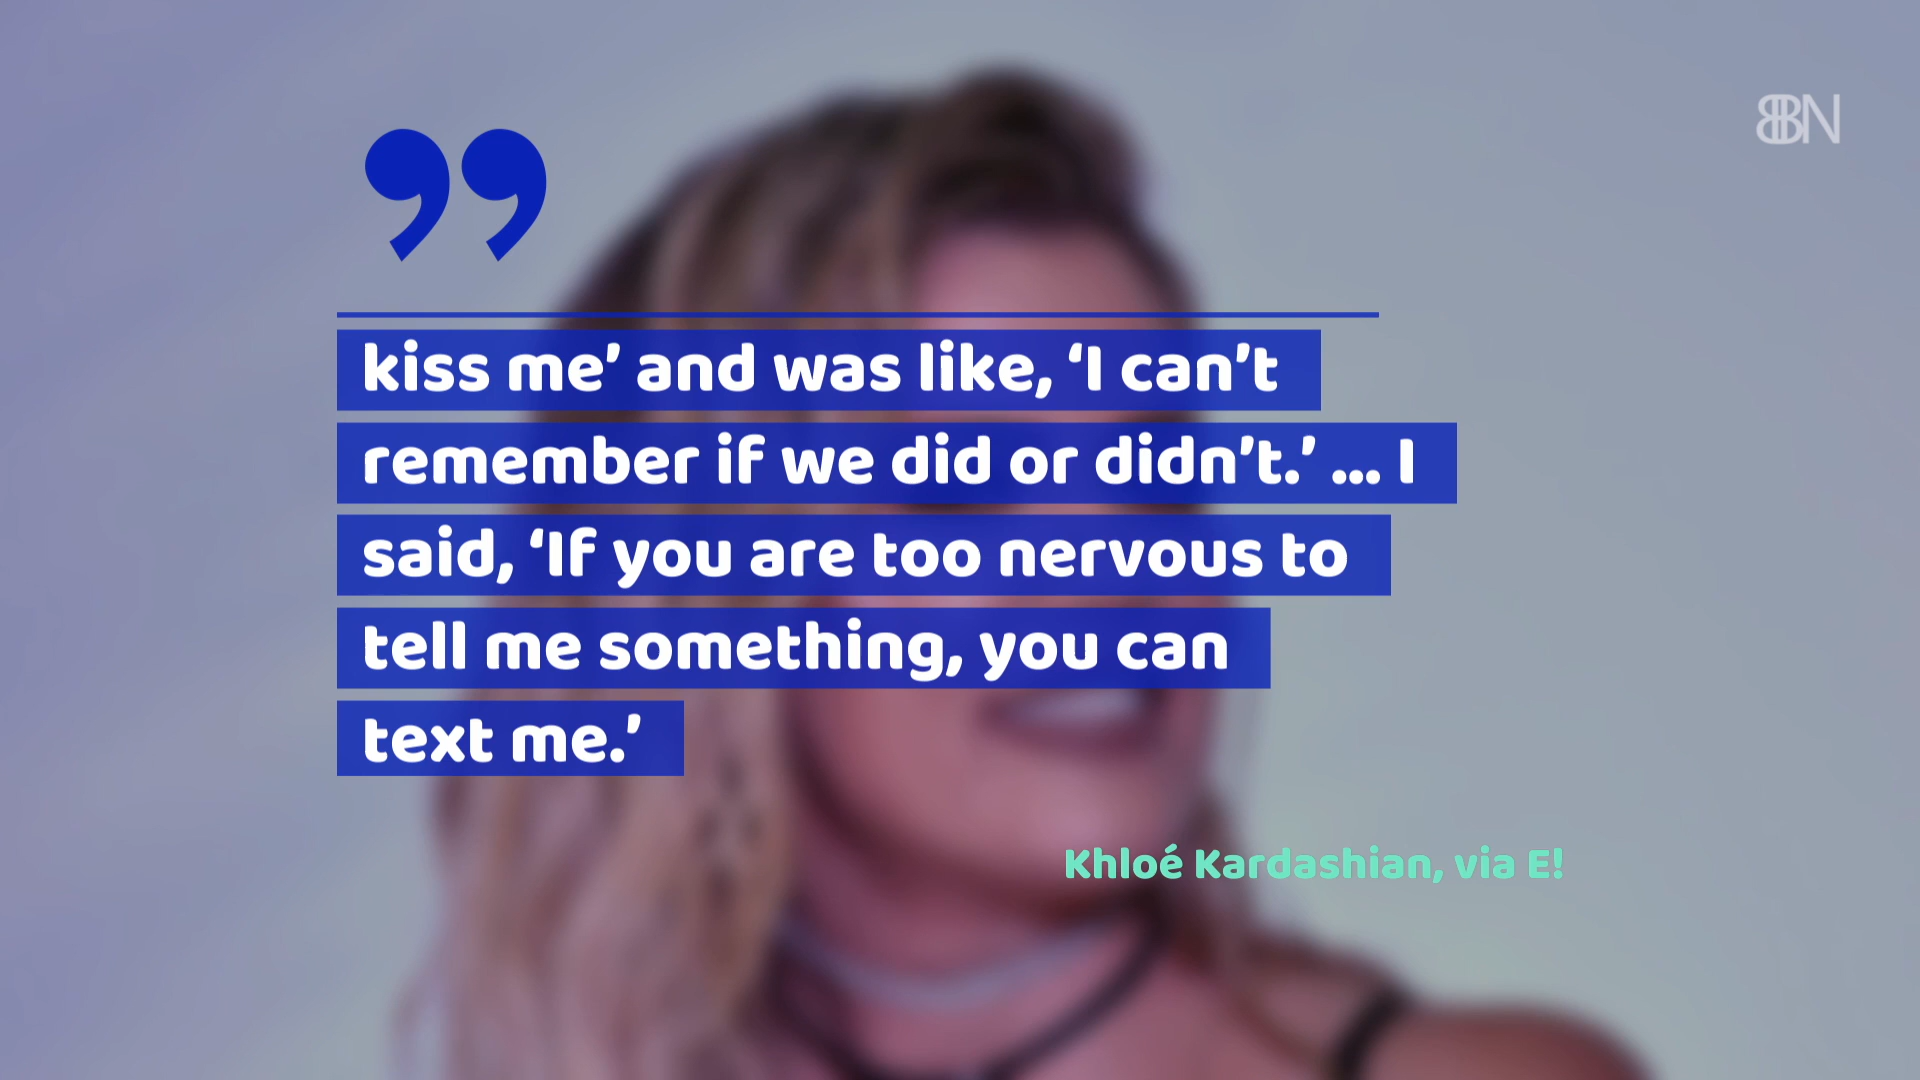 BBN
”
kiss me’ and was like, ‘I can’t
remember if we did or didn’t.’ ... I
said, ‘If you are too nervous to
tell me something, you can
text me.’
Khloé Kardashian, via E!